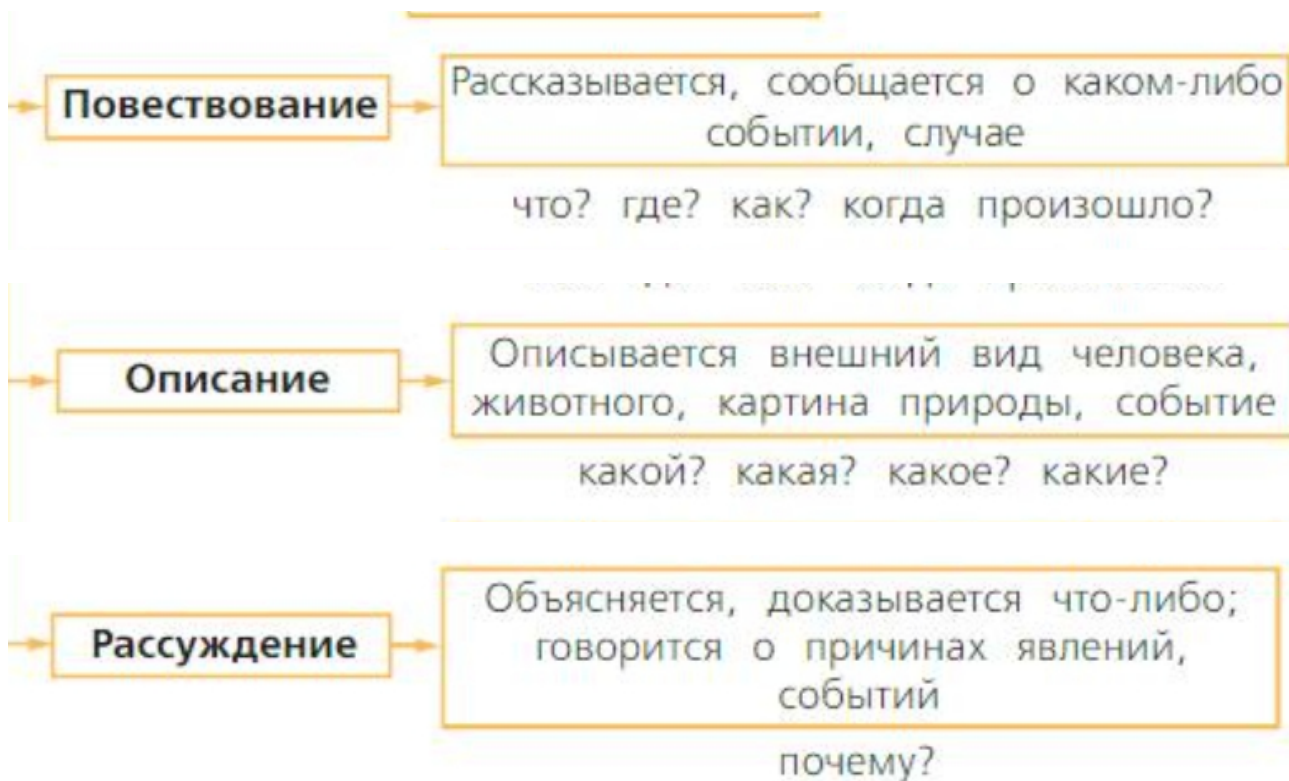 Повествование
Рассказывается, сообщается о каком-либо
событии, случае
что? где? как? когда произошло?
Описание
Описывается внешний вид человека,
животного, картина природы, событие
какой? какая? какое? какие?
Рассуждение
Объясняется, доказывается что-либо;
говорится о причинах явлений,
событий
почему?